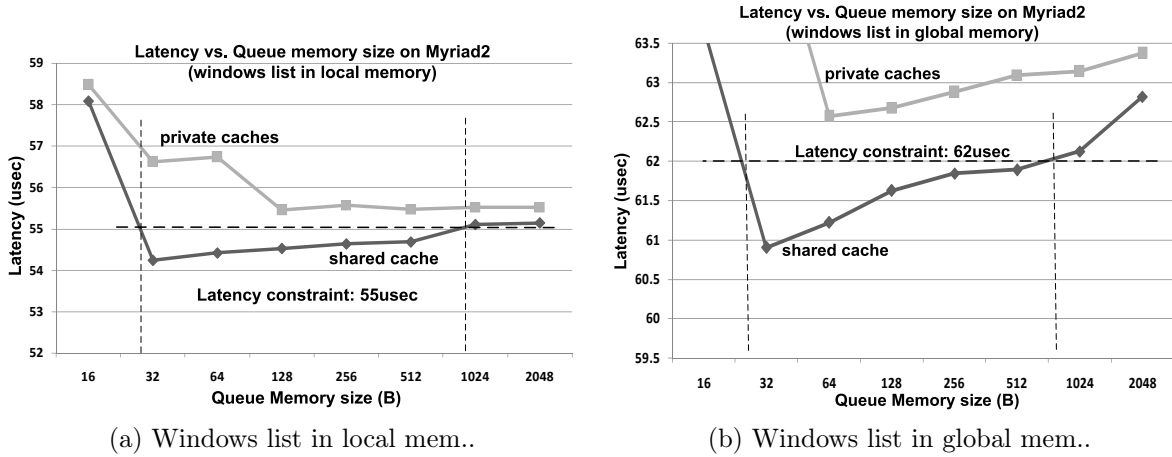 Latency vs. Queue memory size on Myriad2
(windows list in local memory)
59
58
57
56
55
54
53
52
Latency (usec)
private caches
shared cache
Latency constraint: 55usec
16 32 64 128 256 512 1024 2048
Queue Memory size (B)
(a) Windows list in local mem..
Latency vs. Queue memory size on Myriad2
(windows list in global memory)
63.5
63
62.5
62
61.5
61
60.5
60
59.5
Latency (usec)
private caches
Latency constraint: 62usec
shared cache
16 32 64 128 256 512 1024 2048
Queue Memory size (B)
(b) Windows list in global mem..